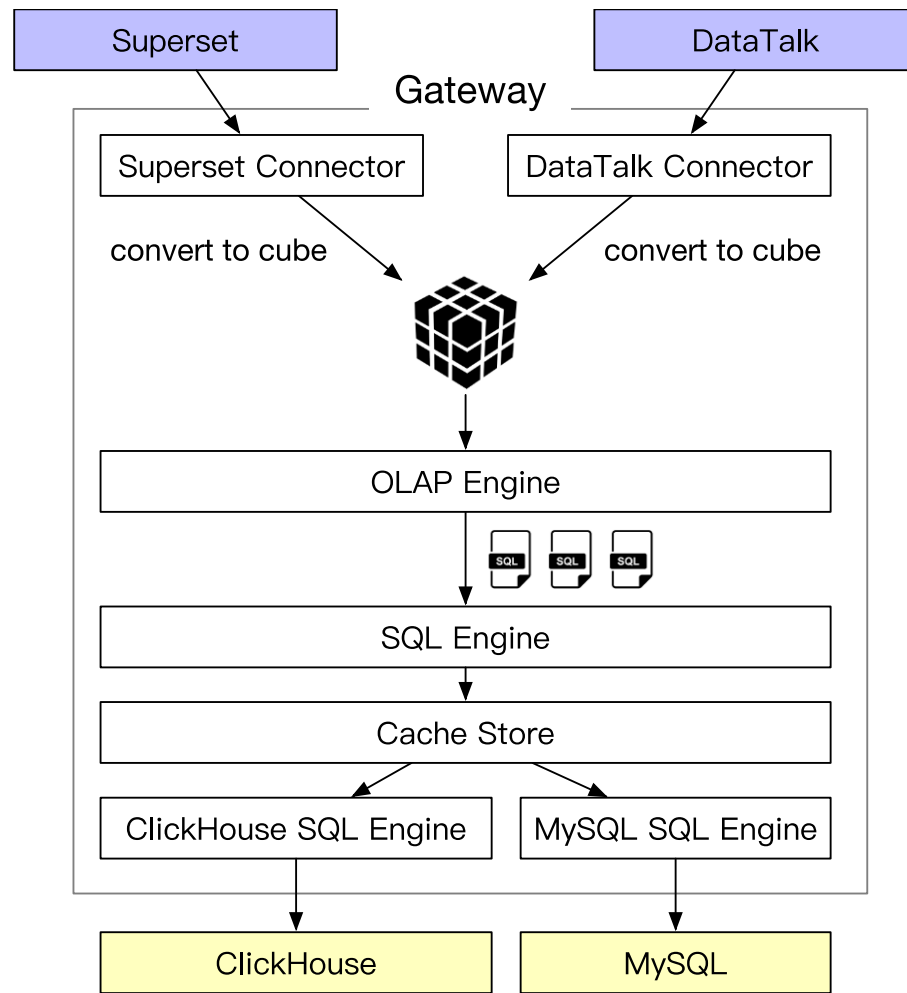 Superset
DataTalk
Gateway
Superset Connector
DataTalk Connector
convert to cube
convert to cube
OLAP Engine
SQL
SQL
SQL
SQL Engine
Cache Store
ClickHouse SQL Engine
MySQL SQL Engine
ClickHouse
MySQL